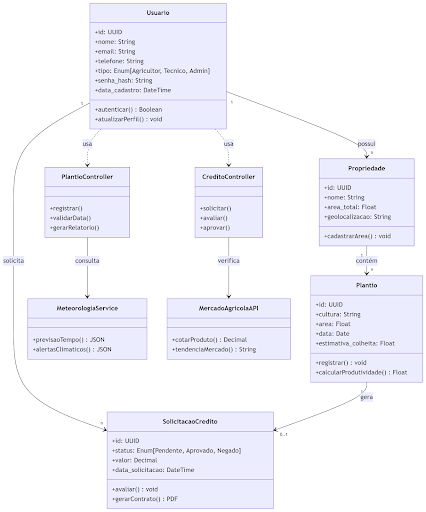 Usuario
+id: UUID
+nome: String
+email: String
+telefone: String
+tipo: Enum[Agricultor, Tecnico, Admin]
+senha_hash: String
+data_cadastro: DateTime
+autenticar() : Boolean
+atualizarPerfil() : void
1
1
usa
usa
possui
PlantioController
+registrar()
+validarData()
+gerarRelatorio()
CreditoController
+solicitar()
+avaliar()
+aprovar()
n
Propriedade
+id: UUID
+nome: String
+area_total: Float
+geolocalizacao: String
+cadastrarArea() : void
solicita
consulta
verifica
1
contém
n
MeteorologiaService
+previsaoTempo() : JSON
+alertasClimaticos() : JSON
MercadoAgricolaAPI
+cotarProduto() : Decimal
+tendenciaMercado() : String
Plantio
+id: UUID
+cultura: String
+area: Float
+data: Date
+estimativa_colheita: Float
+registrar() : void
+calcularProdutividade() : Float
1
gera
n
0..1
SolicitacaoCredito
+id: UUID
+status: Enum[Pendente, Aprovado, Negado]
+valor: Decimal
+data_solicitacao: DateTime
+avaliar() : void
+gerarContrato() : PDF